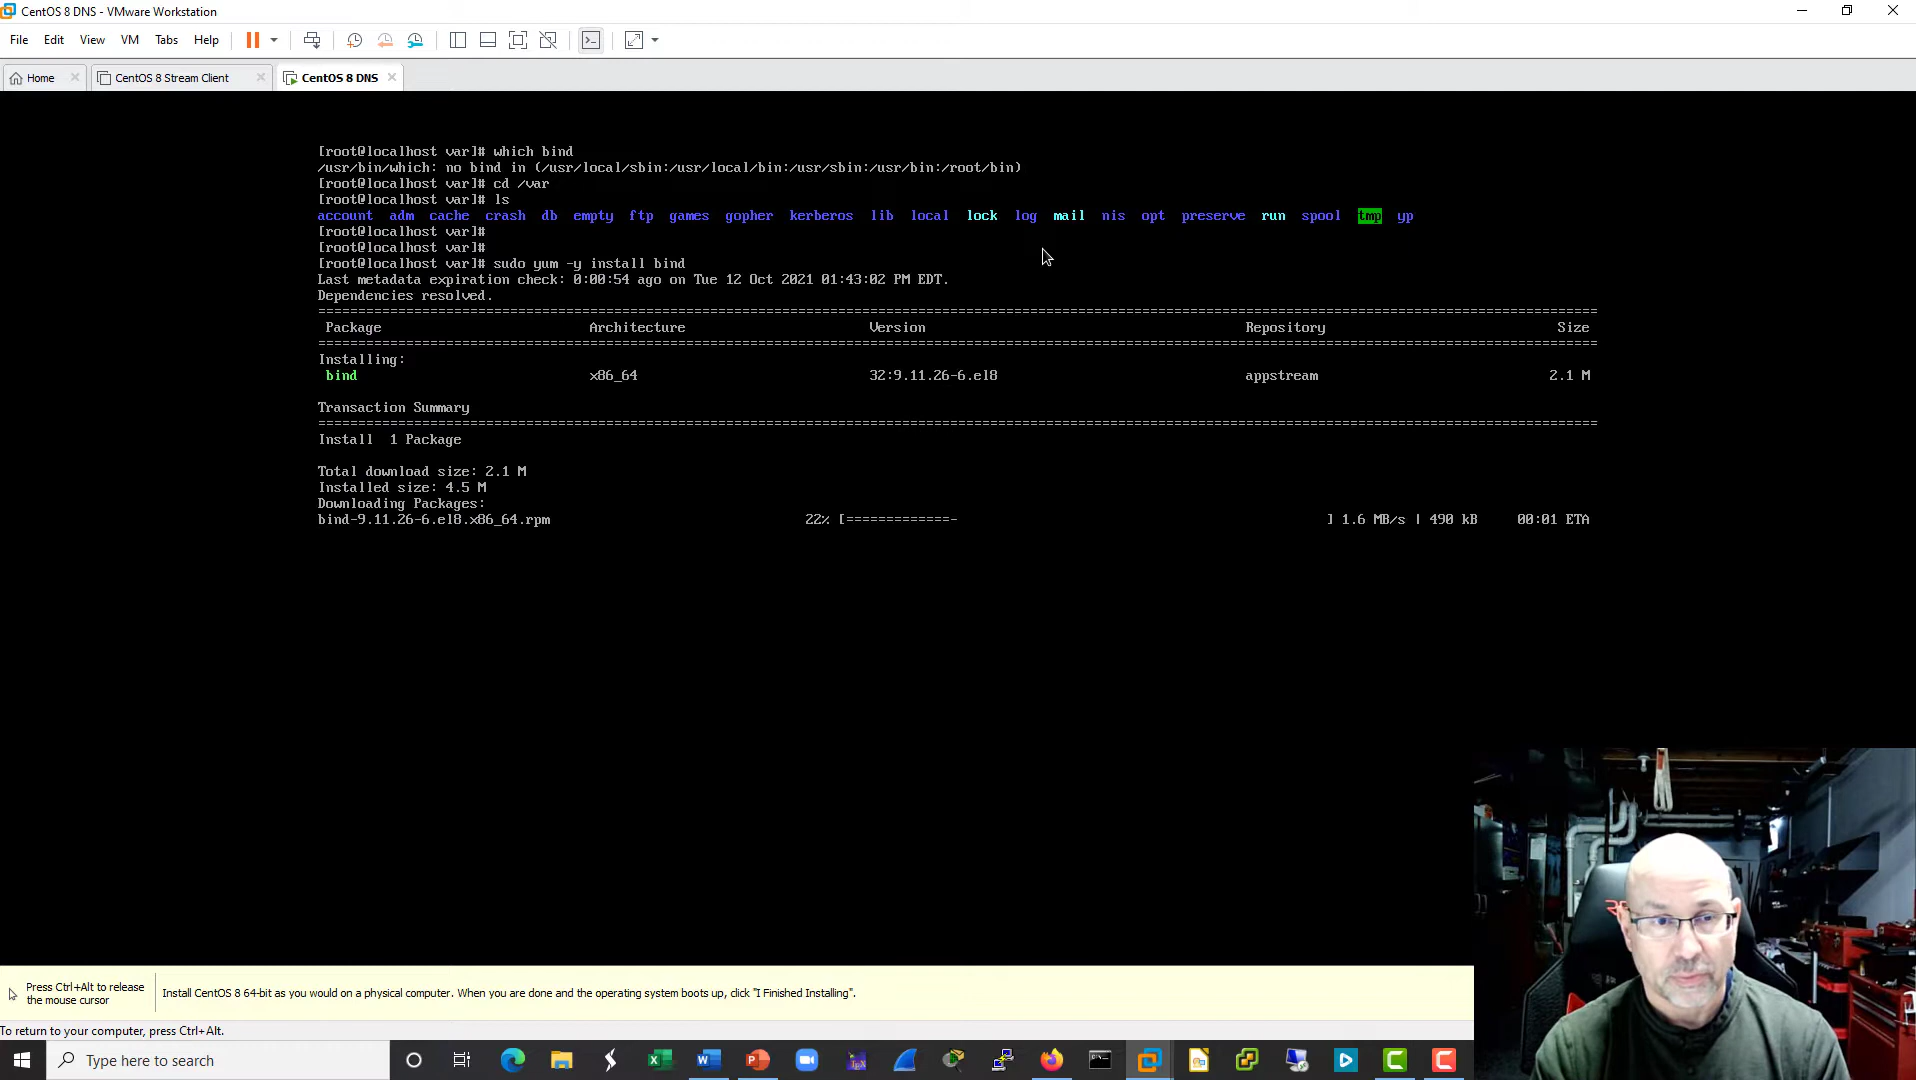 CentOS 8 DNS - VMware Workstation
File Edit View VM Tabs Help
Home CentOS 8 Stream Client CentOS 8 DNS
[root@localhost var]# which bind
/usr/bin/which: no bind in (/usr/local/sbin:/usr/local/bin:/usr/sbin:/usr/bin:/root/bin)
[root@localhost var]# cd /var
[root@localhost var]# ls
account adm cache crash db empty ftp games gopher kerberos lib local lock log mail nis opt preserve run spool tmp yp
[root@localhost var]#
[root@localhost var]#
[root@localhost var]# sudo yum -y install bind
Last metadata expiration check: 0:00:54 ago on Tue 12 Oct 2021 01:43:02 PM EDT.
Dependencies resolved.
================================================================================
Package Architecture Version Repository Size
================================================================================
Installing:
bind x86_64 32:9.11.26-6.el8 appstream 2.1 M
Transaction Summary
================================================================================
Install 1 Package
Total download size: 2.1 M
Installed size: 4.5 M
Downloading Packages:
bind-9.11.26-6.el8.x86_64.rpm 22% [=============- ] 1.6 MB/s | 490 kB 00:01 ETA
Press Ctrl+Alt to release
the mouse cursor
Install CentOS 8 64-bit as you would on a physical computer. When you are done and the operating system boots up, click "I Finished Installing".
To return to your computer, press Ctrl+Alt.
Type here to search